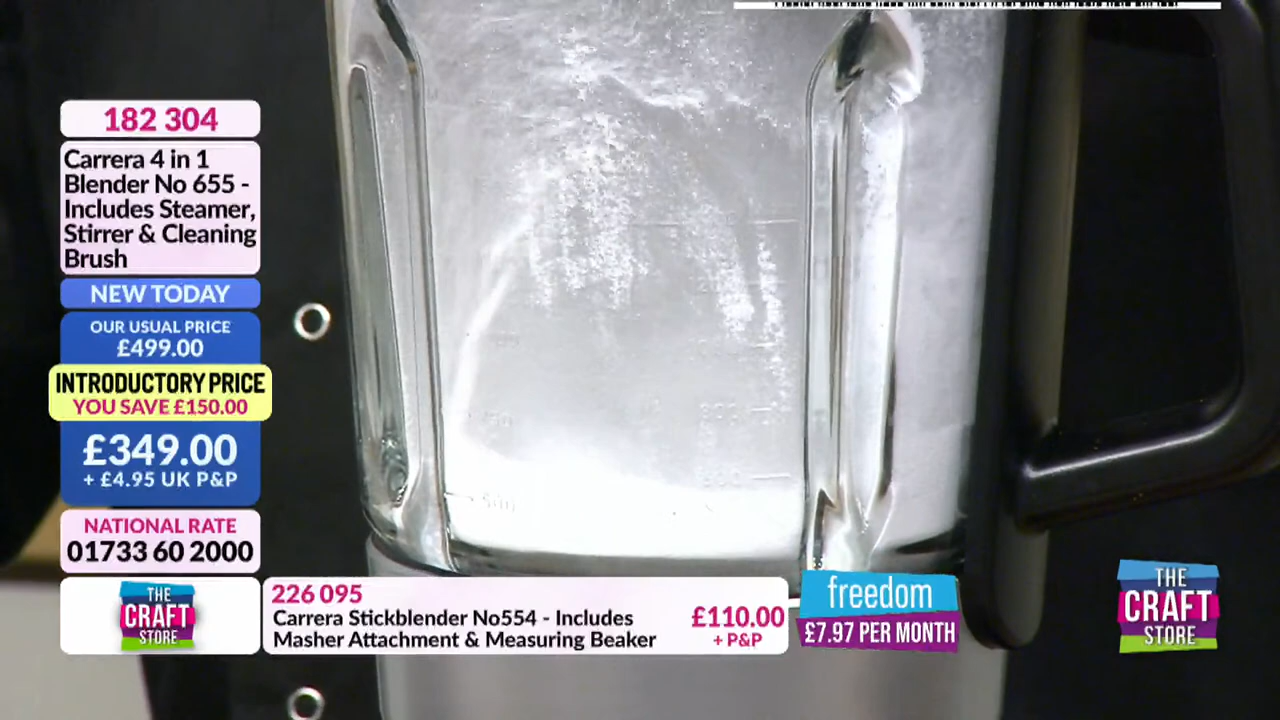 182 304
Carrera 4 in 1
Blender No 655 -
Includes Steamer,
Stirrer & Cleaning
Brush
NEW TODAY
OUR USUAL PRICE
£499.00
INTRODUCTORY PRICE
YOU SAVE £150.00
£349.00
+ £4.95 UK P&P
NATIONAL RATE
01733 60 2000
THE
CRAFT
STORE
226 095
Carrera Stickblender No554 - Includes
Masher Attachment & Measuring Beaker
£110.00
+ P&P
freedom
£7.97 PER MONTH
THE
CRAFT
STORE
500